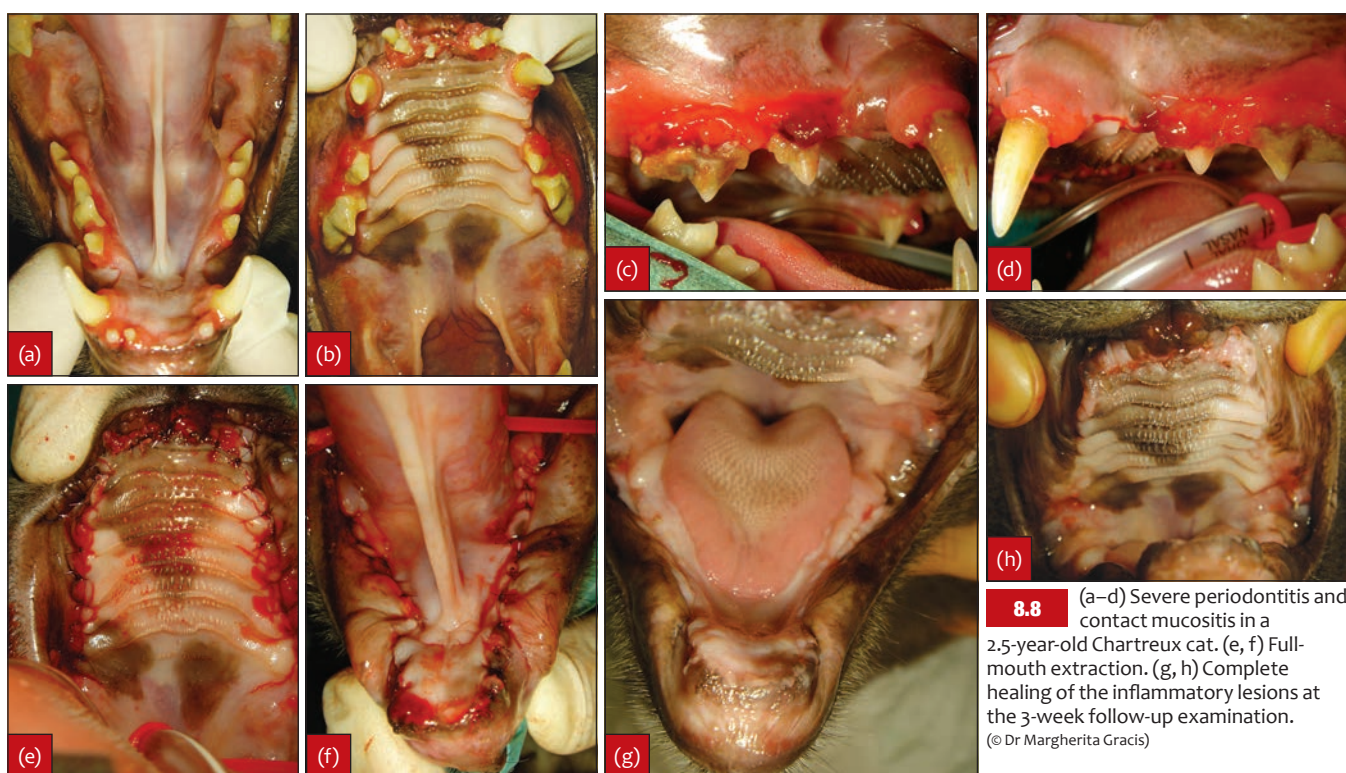 (a)
(b)
(c)
(d)
ORAL
NASAL
(e)
(f)
(g)
(h)
8.8 (a–d) Severe periodontitis and
contact mucositis in a
2.5-year-old Chartreux cat. (e, f) Full-
mouth extraction. (g, h) Complete
healing of the inflammatory lesions at
the 3-week follow-up examination.
(© Dr Margherita Gracis)